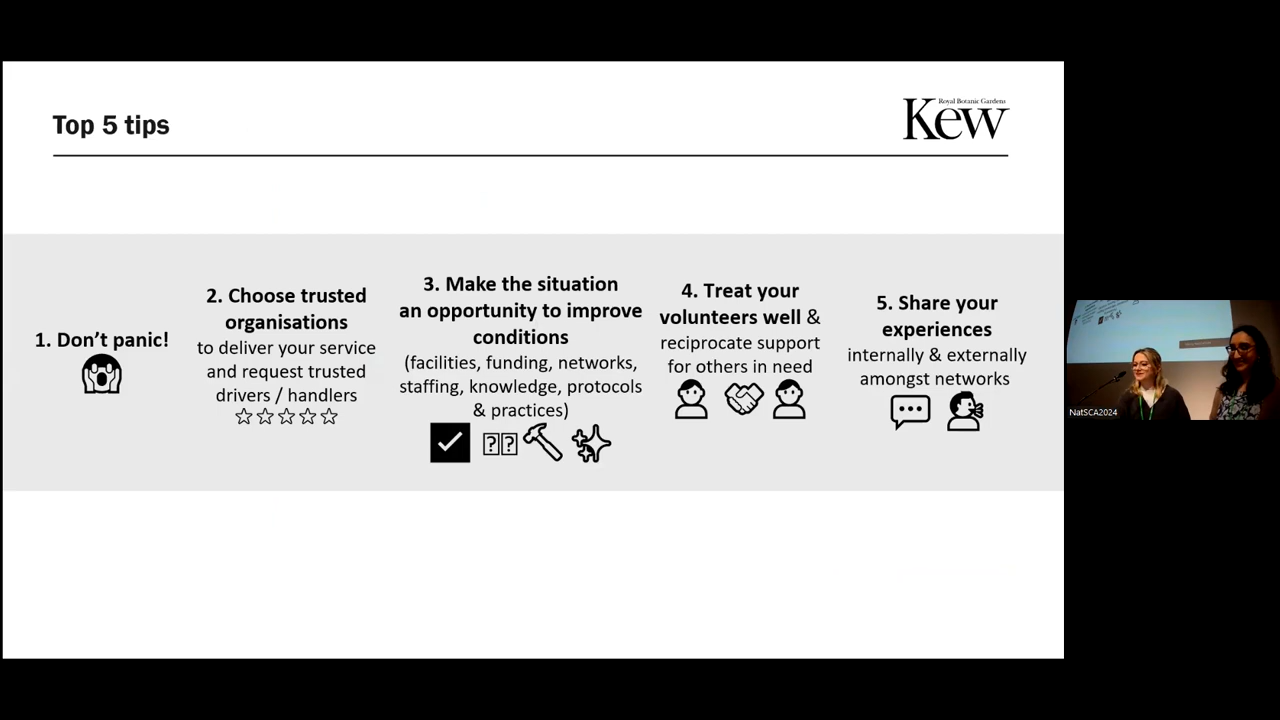 Top 5 tips
Royal Botanic Gardens
Kew
1. Don’t panic!
2. Choose trusted
organisations
to deliver your service
and request trusted
drivers / handlers
3. Make the situation
an opportunity to improve
conditions
(facilities, funding, networks,
staffing, knowledge, protocols
& practices)
4. Treat your
volunteers well &
reciprocate support
for others in need
5. Share your
experiences
internally & externally
amongst networks
NatSCA2024